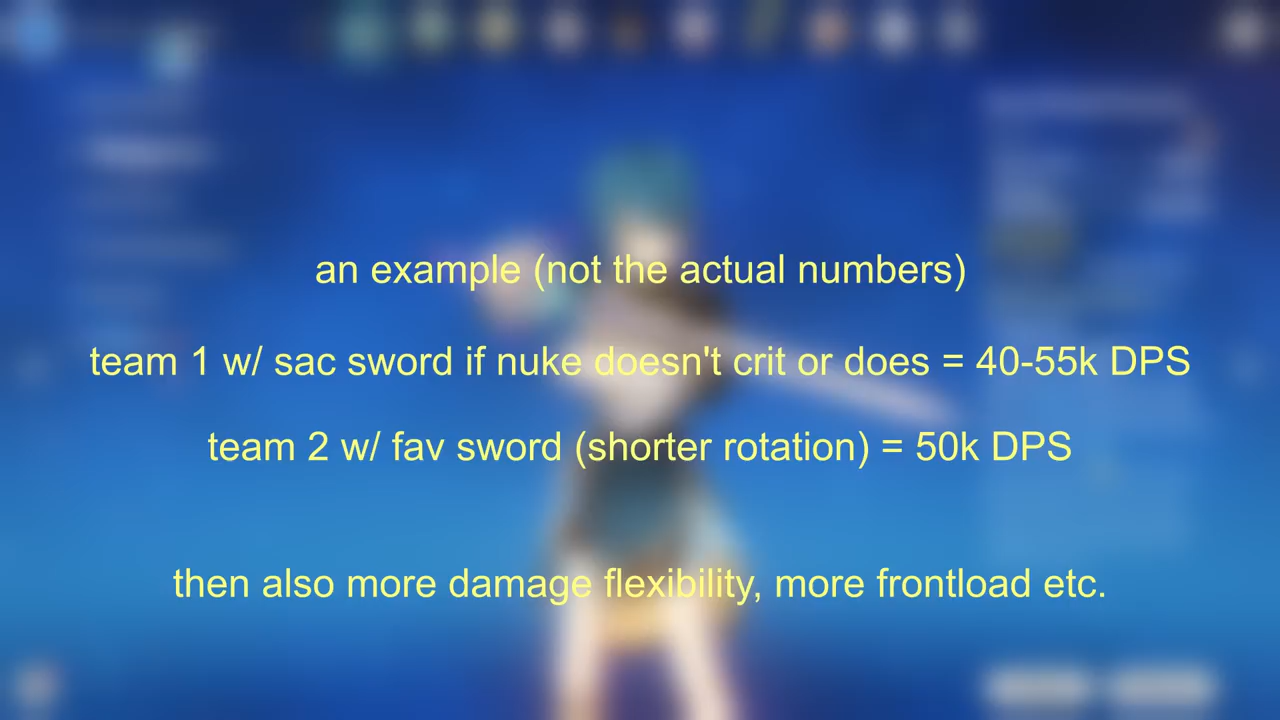 an example (not the actual numbers)
team 1 w/ sac sword if nuke doesn't crit or does = 40-55k DPS
team 2 w/ fav sword (shorter rotation) = 50k DPS
then also more damage flexibility, more frontload etc.